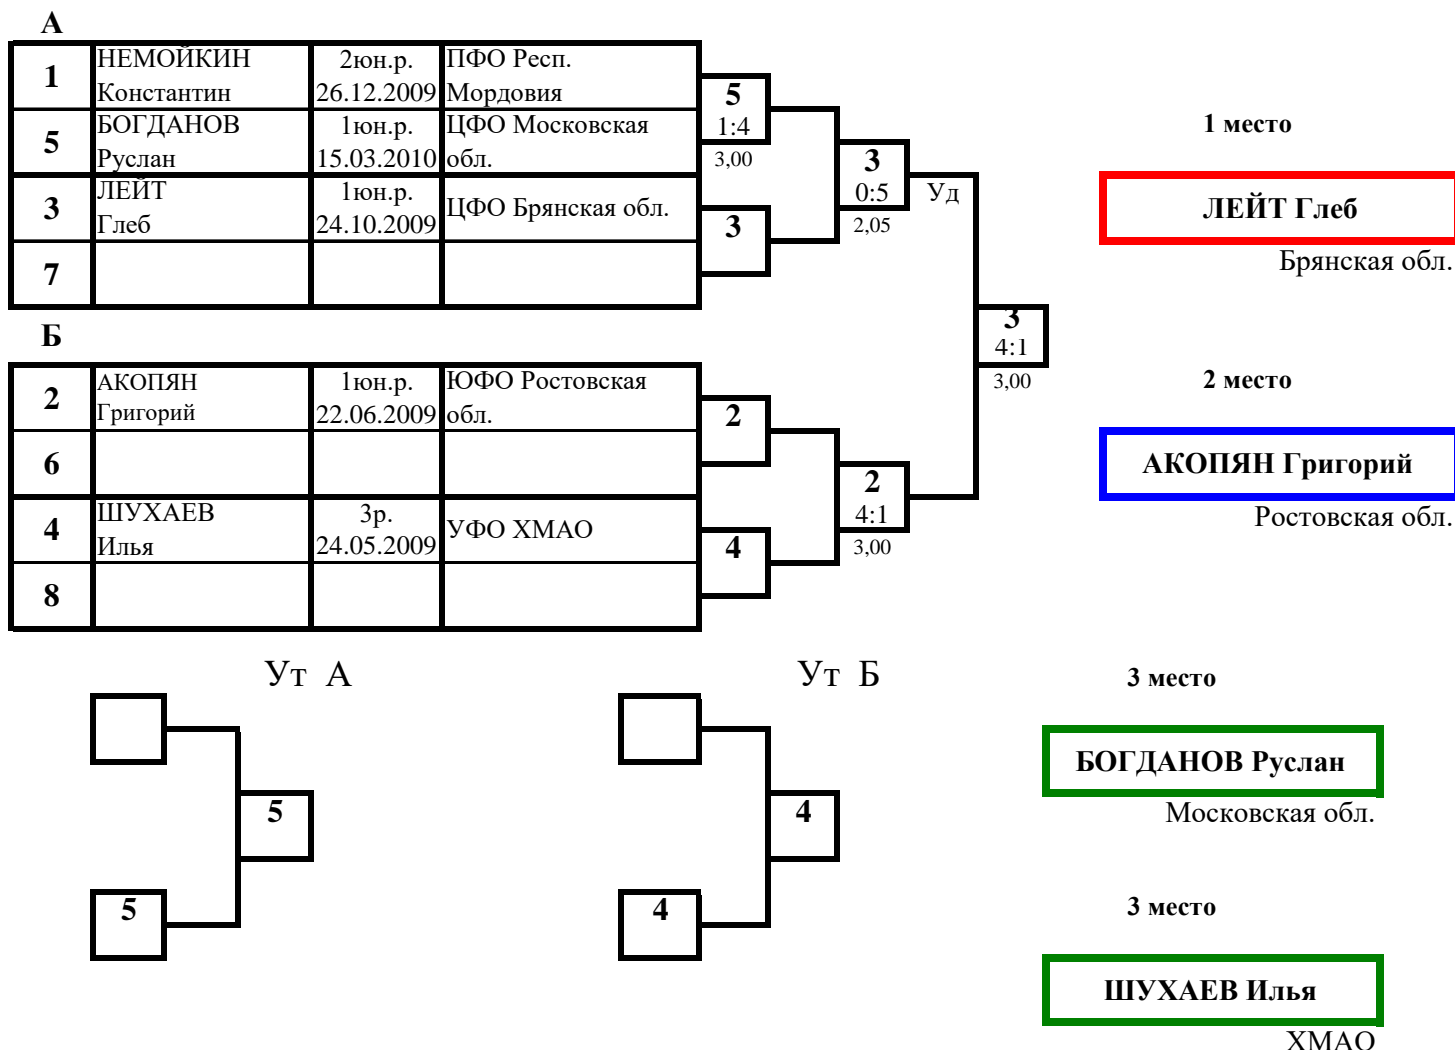 А
1 НЕМОЙКИН Константин 2юн.р. 26.12.2009 ПФО Респ. Мордовия
5 БОГДАНОВ Руслан 1юн.р. 15.03.2010 ЦФО Московская обл.
3 ЛЕЙТ Глеб 1юн.р. 24.10.2009 ЦФО Брянская обл.
7
5
1:4
3,00
3
3
0:5
2,05
Уд
Б
2 АКОПЯН Григорий 1юн.р. 22.06.2009 ЮФО Ростовская обл.
6
4 ШУХАЕВ Илья 3р. 24.05.2009 УФО ХМАО
8
2
4
2
4:1
3,00
3
4:1
3,00
1 место
ЛЕЙТ Глеб
Брянская обл.
2 место
АКОПЯН Григорий
Ростовская обл.
Ут А
5
5
Ут Б
4
4
3 место
БОГДАНОВ Руслан
Московская обл.
3 место
ШУХАЕВ Илья
ХМАО